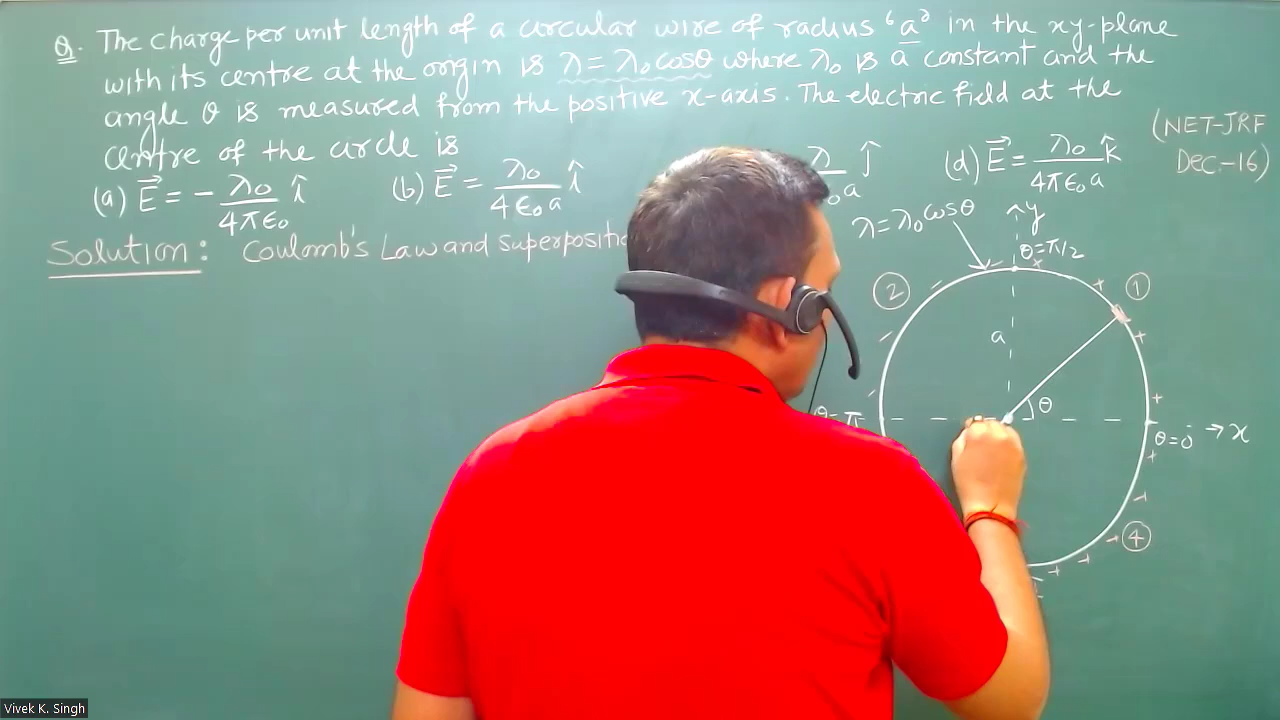 Q. The charge per unit length of a circular wire of radius 'a' in the xy-plane
with its centre at the origin is λ = λ₀cosθ where λ₀ is a constant and the
angle θ is measured from the positive x-axis. The electric field at the
centre of the circle is
(NET-JRF
Dec.-16)
(a) E⃗ = - λ₀/4πε₀ î (b) E⃗ = λ₀/4ε₀a î λ/₀a ĵ (d) E⃗ = λ₀/4πε₀a k̂
Solution: Coulomb's Law and
λ=λ₀cosθ
y
θ=π/2
② ①
a
θ
θ=π
θ=0 → x
④
Vivek K. Singh